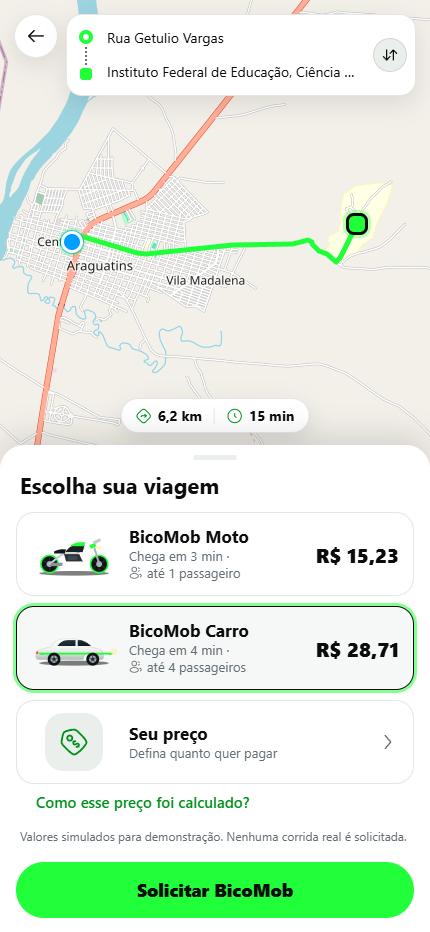 Rua Getulio Vargas
Instituto Federal de Educação, Ciência ...
Cen
Araguatins
Vila Madalena
6,2 km
15 min
Escolha sua viagem
BicoMob Moto
Chega em 3 min ·
até 1 passageiro
R$ 15,23
BicoMob Carro
Chega em 4 min ·
até 4 passageiros
R$ 28,71
Seu preço
Defina quanto quer pagar
Como esse preço foi calculado?
Valores simulados para demonstração. Nenhuma corrida real é solicitada.
Solicitar BicoMob